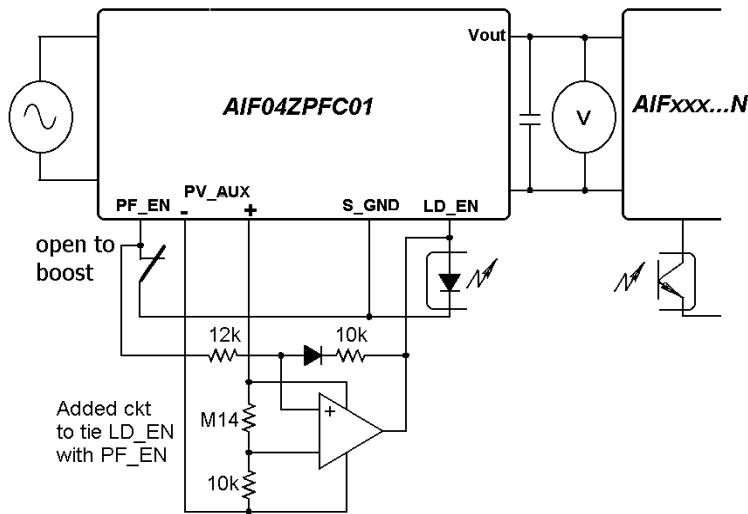 Vout
AIF04ZPFC01
AIFxxx...N
V
PV_AUX
PF_EN
-
+
S_GND
LD_EN
open to
boost
12k
10k
Added ckt
to tie LD_EN
with PF_EN
M14
+
10k